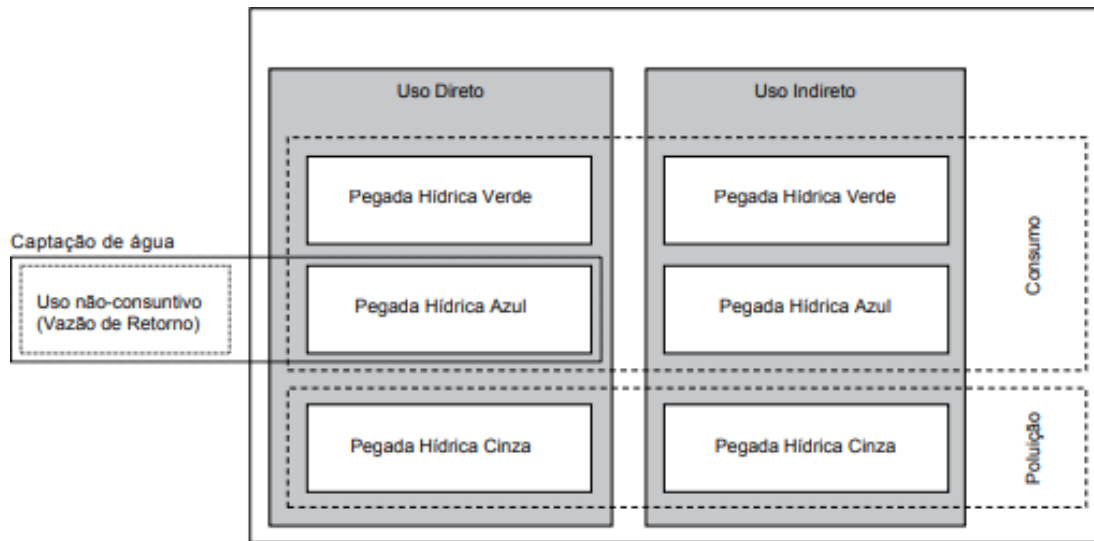 Uso Direto
Uso Indireto
Pegada Hídrica Verde
Pegada Hídrica Verde
Captação de água
Uso não-consuntivo
(Vazão de Retorno)
Pegada Hídrica Azul
Pegada Hídrica Azul
Consumo
Pegada Hídrica Cinza
Pegada Hídrica Cinza
Poluição